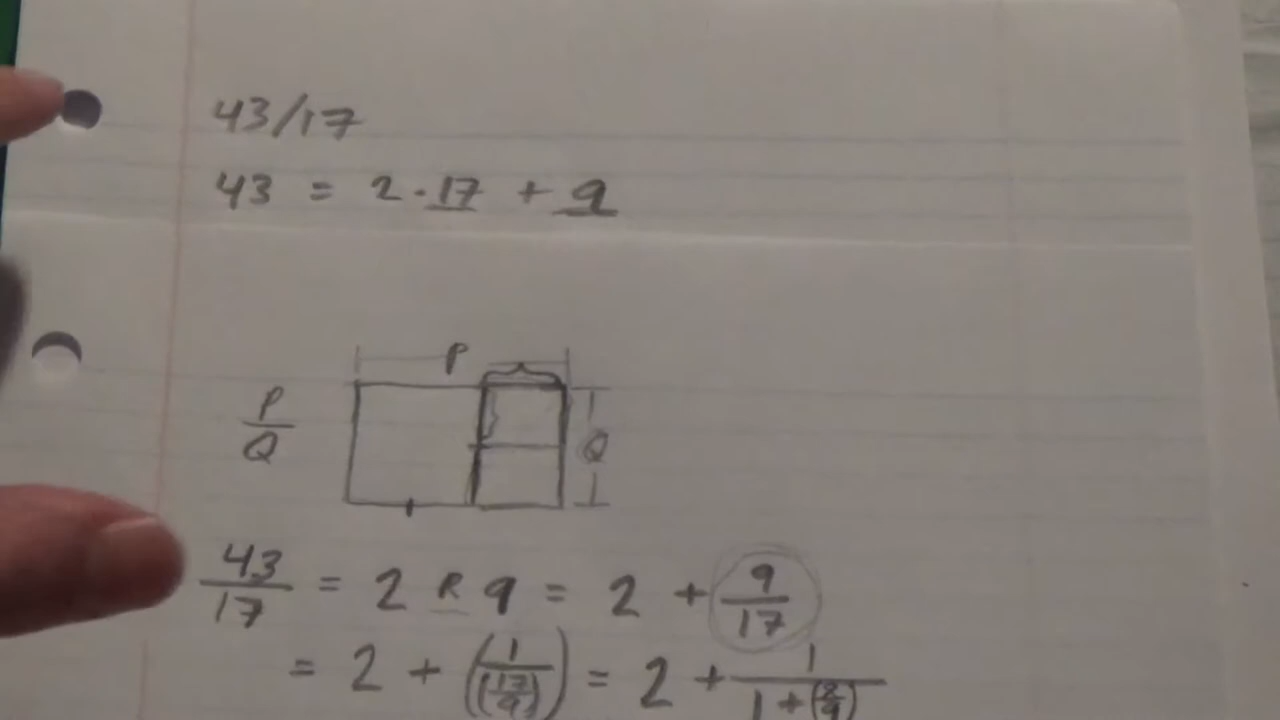 43/17
43 = 2 · 17 + 9
P
P/Q
Q
43/17 = 2 R 9 = 2 + 9/17
= 2 + (1/(17/9)) = 2 + 1/(1 + (8/9))